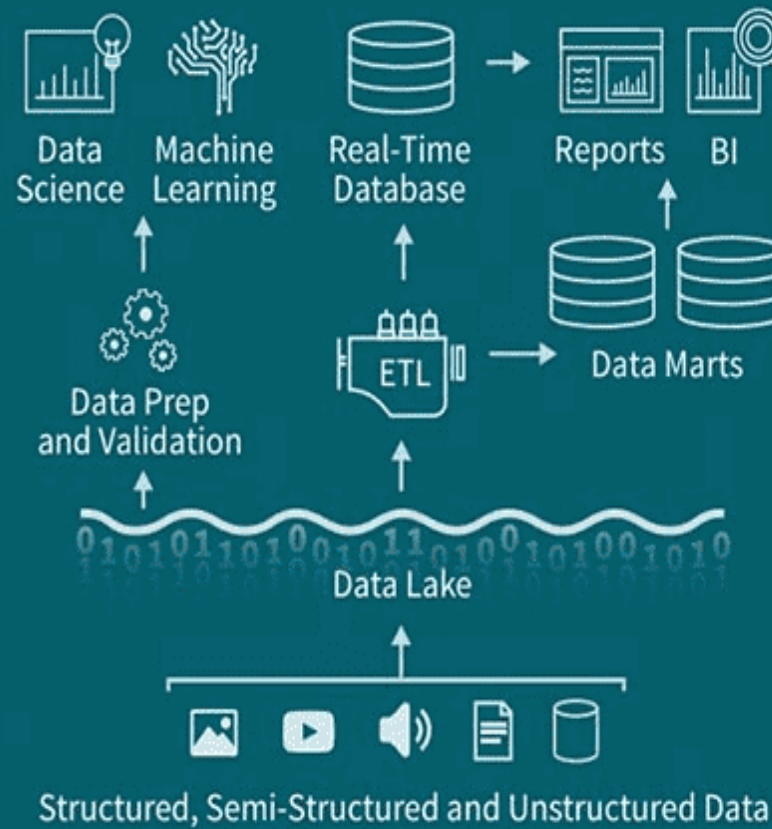 Data
Science
Machine
Learning
Real-Time
Database
Reports
BI
ETL
Data Marts
Data Prep
and Validation
0101011010010110100101001010
Data Lake
Structured, Semi-Structured and Unstructured Data